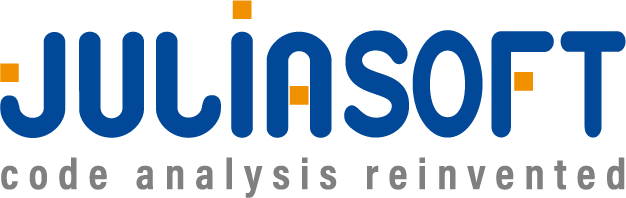 JULIASOFT
code analysis reinvented